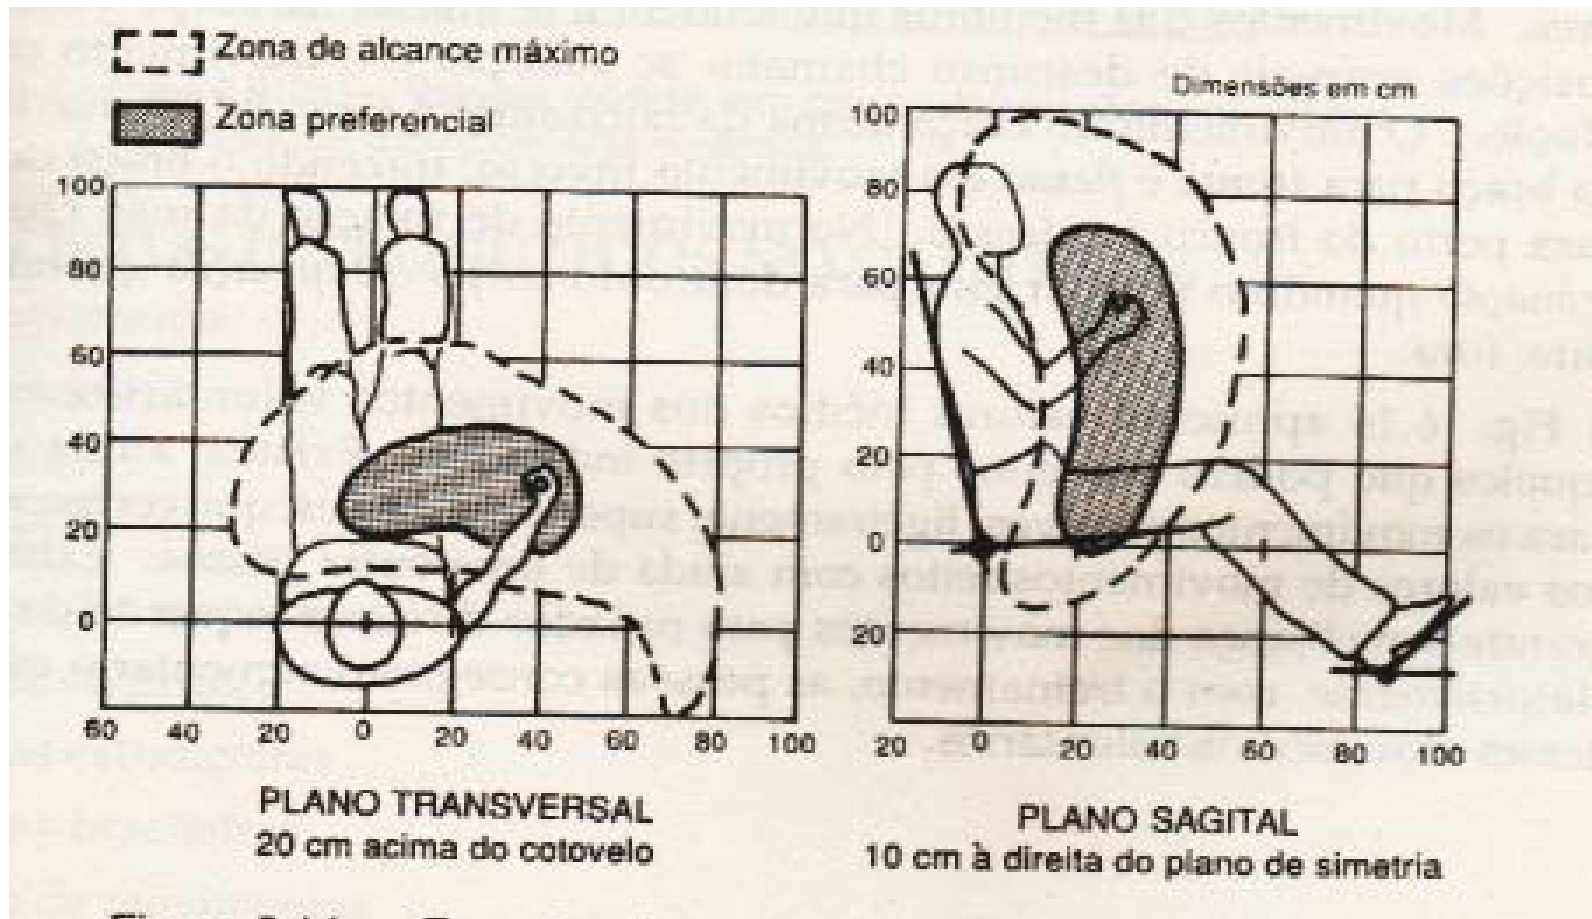 Zona de alcance máximo
Zona preferencial
100
80
60
40
20
0
60 40 20 0 20 40 60 80 100
PLANO TRANSVERSAL
20 cm acima do cotovelo
Dimensões em cm
100
80
60
40
20
0
20
20 0 20 40 60 80 100
PLANO SAGITAL
10 cm à direita do plano de simetria